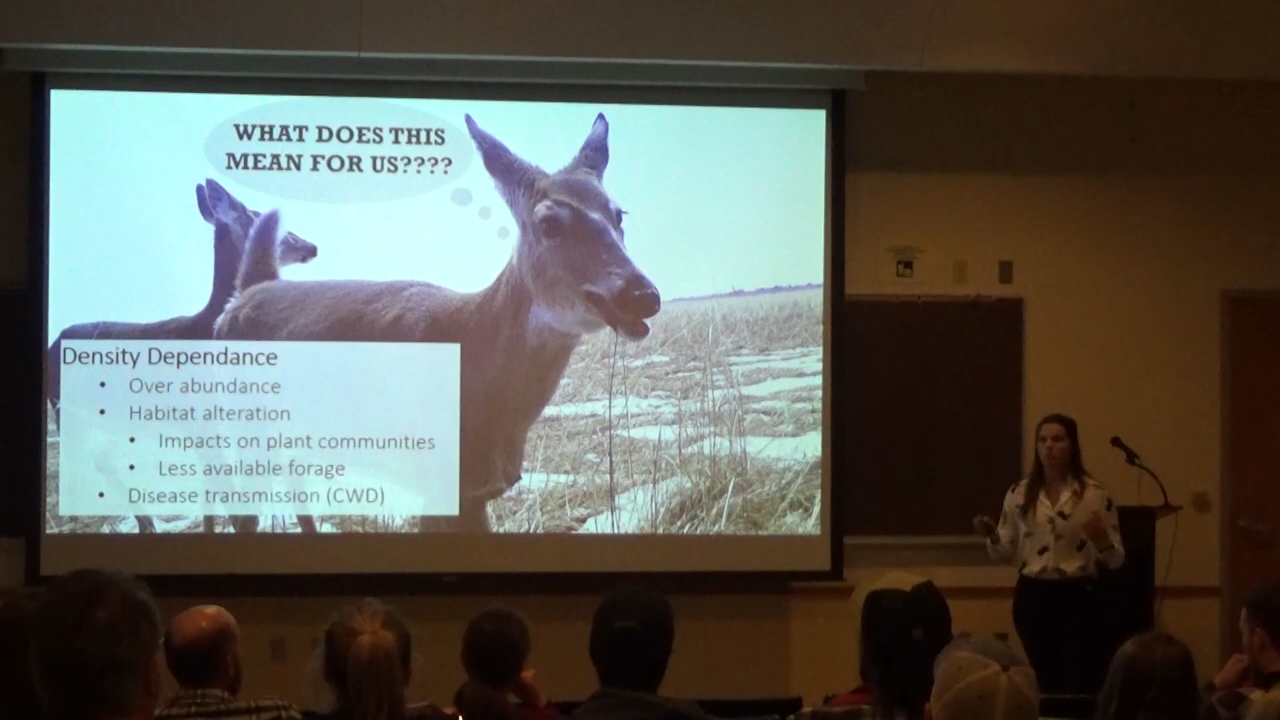 WHAT DOES THIS
MEAN FOR US????
Density Dependance
• Over abundance
• Habitat alteration
• Impacts on plant communities
• Less available forage
• Disease transmission (CWD)